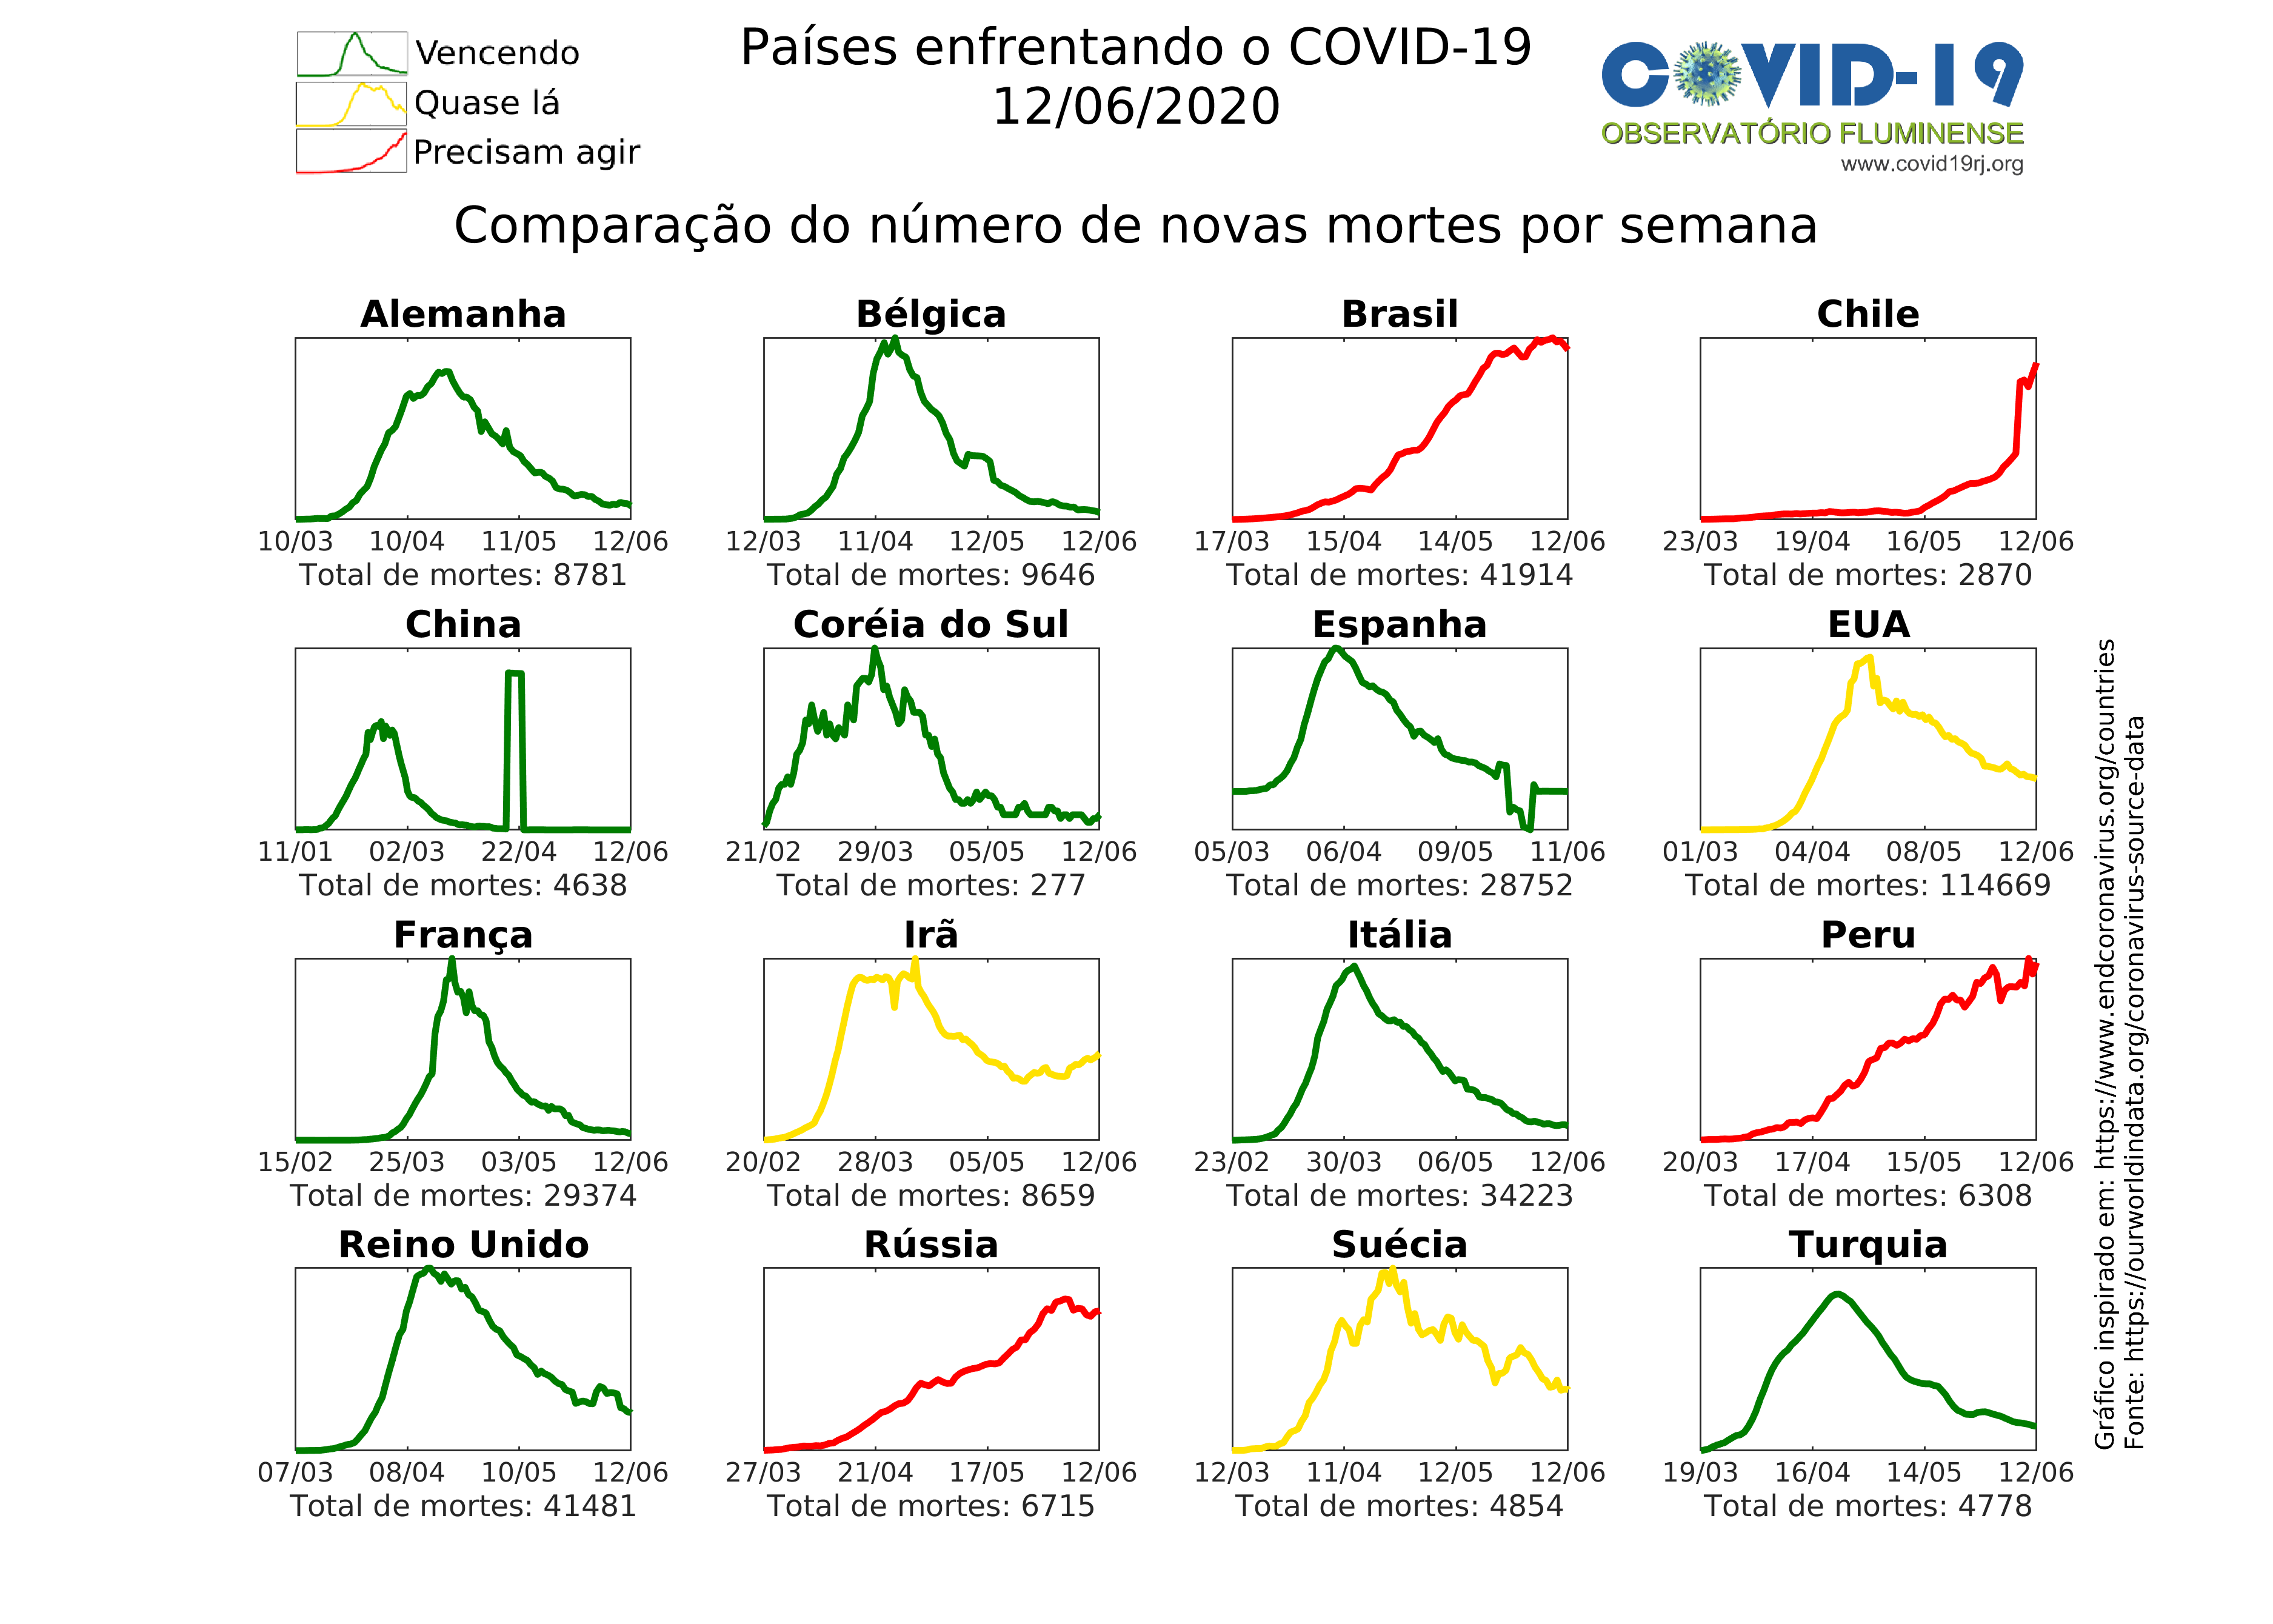 Vencendo
Quase lá
Precisam agir
Países enfrentando o COVID-19
12/06/2020
COVID-19
OBSERVATÓRIO FLUMINENSE
www.covid19rj.org
Comparação do número de novas mortes por semana
Alemanha
10/03 10/04 11/05 12/06
Total de mortes: 8781
Bélgica
12/03 11/04 12/05 12/06
Total de mortes: 9646
Brasil
17/03 15/04 14/05 12/06
Total de mortes: 41914
Chile
23/03 19/04 16/05 12/06
Total de mortes: 2870
China
11/01 02/03 22/04 12/06
Total de mortes: 4638
Coréia do Sul
21/02 29/03 05/05 12/06
Total de mortes: 277
Espanha
05/03 06/04 09/05 11/06
Total de mortes: 28752
EUA
01/03 04/04 08/05 12/06
Total de mortes: 114669
França
15/02 25/03 03/05 12/06
Total de mortes: 29374
Irã
20/02 28/03 05/05 12/06
Total de mortes: 8659
Itália
23/02 30/03 06/05 12/06
Total de mortes: 34223
Peru
20/03 17/04 15/05 12/06
Total de mortes: 6308
Reino Unido
07/03 08/04 10/05 12/06
Total de mortes: 41481
Rússia
27/03 21/04 17/05 12/06
Total de mortes: 6715
Suécia
12/03 11/04 12/05 12/06
Total de mortes: 4854
Turquia
19/03 16/04 14/05 12/06
Total de mortes: 4778
Gráfico inspirado em: https://www.endcoronavirus.org/countries
Fonte: https://ourworldindata.org/coronavirus-source-data